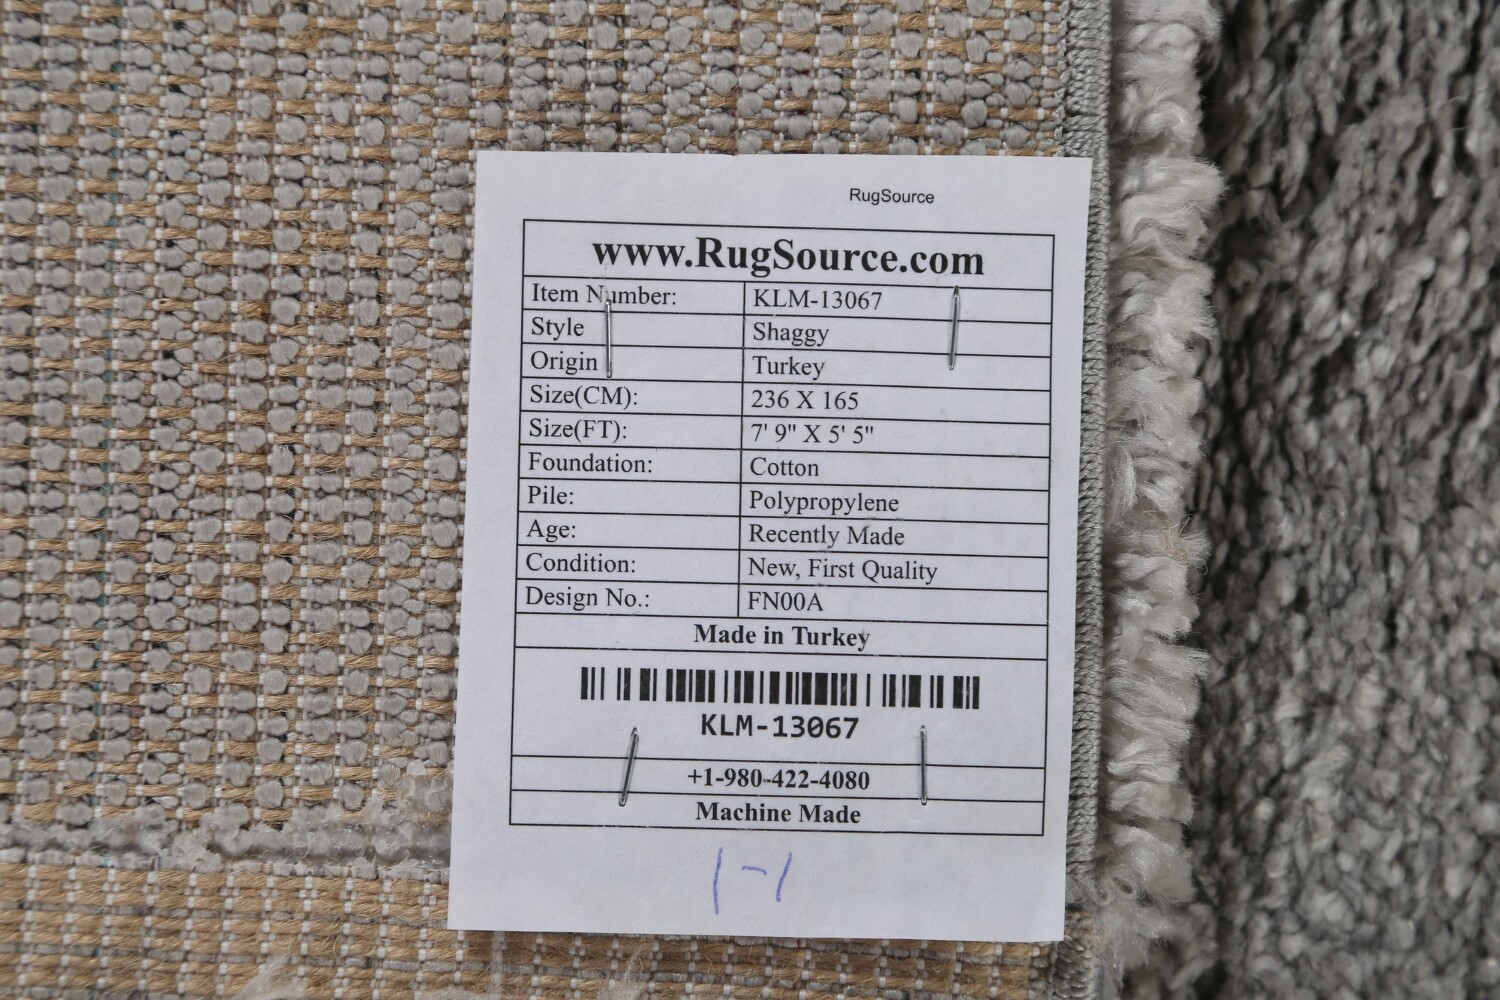 RugSource
www.RugSource.com
Item Number: KLM-13067
Style Shaggy
Origin Turkey
Size(CM): 236 X 165
Size(FT): 7' 9" X 5' 5"
Foundation: Cotton
Pile: Polypropylene
Age: Recently Made
Condition: New, First Quality
Design No.: FN00A
Made in Turkey
KLM-13067
+1-980-422-4080
Machine Made
1-1